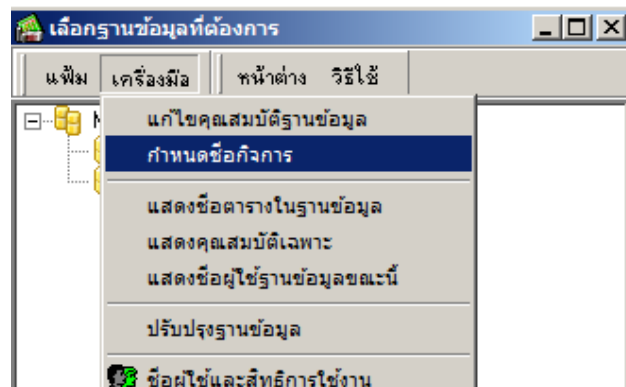 เลือกฐานข้อมูลที่ต้องการ
แฟ้ม เครื่องมือ หน้าต่าง วิธีใช้
แก้ไขคุณสมบัติฐานข้อมูล
กำหนดชื่อกิจการ
แสดงชื่อตารางในฐานข้อมูล
แสดงคุณสมบัติเฉพาะ
แสดงชื่อผู้ใช้ฐานข้อมูลขณะนี้
ปรับปรุงฐานข้อมูล
ชื่อผู้ใช้และสิทธิการใช้งาน